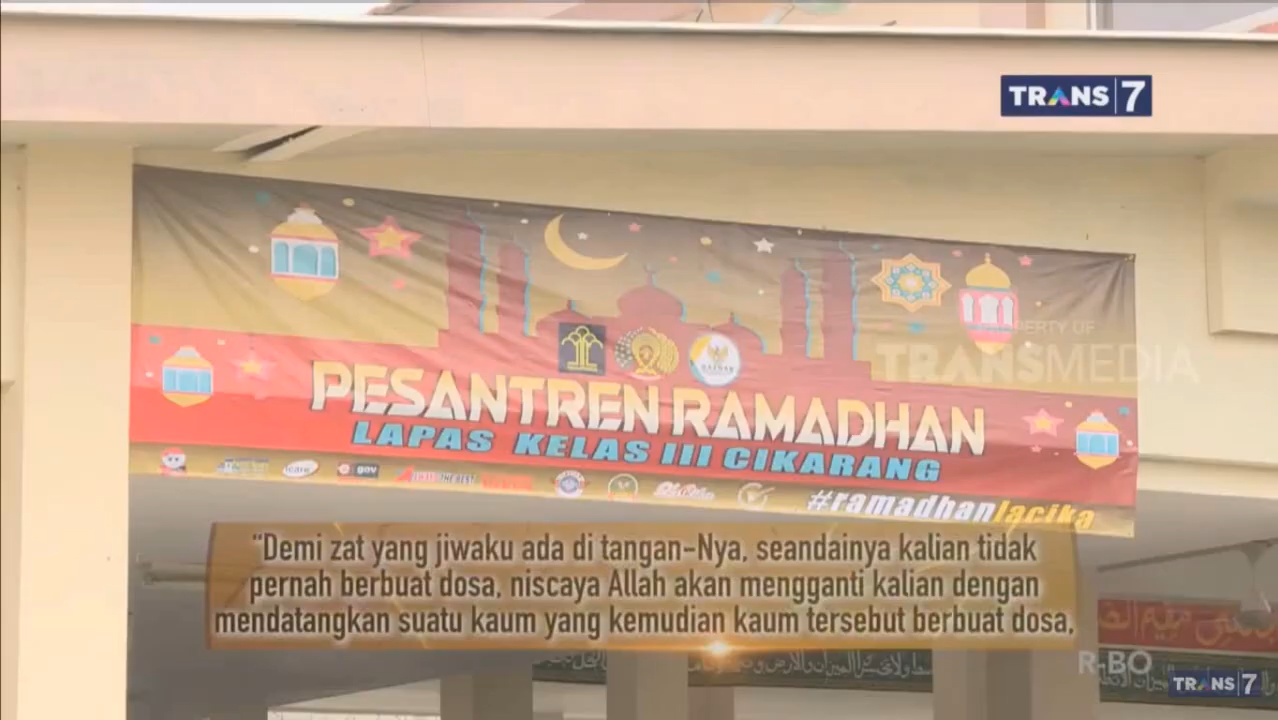 TRANS 7
PROPERTY OF
TRANSMEDIA
PESANTREN RAMADHAN
LAPAS KELAS III CIKARANG
#ramadhanlacika
"Demi zat yang jiwaku ada di tangan-Nya, seandainya kalian tidak
pernah berbuat dosa, niscaya Allah akan mengganti kalian dengan
mendatangkan suatu kaum yang kemudian kaum tersebut berbuat dosa,
R-BO
TRANS 7